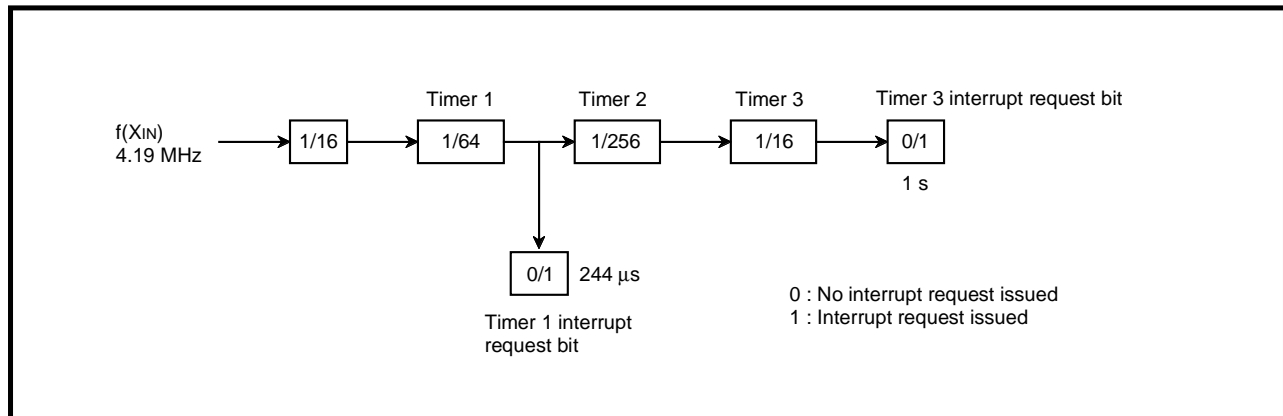 Timer 1 Timer 2 Timer 3 Timer 3 interrupt request bit
f(XIN)
4.19 MHz
1/16 1/64 1/256 1/16 0/1
1 s
0/1 244 μs
Timer 1 interrupt
request bit
0 : No interrupt request issued
1 : Interrupt request issued